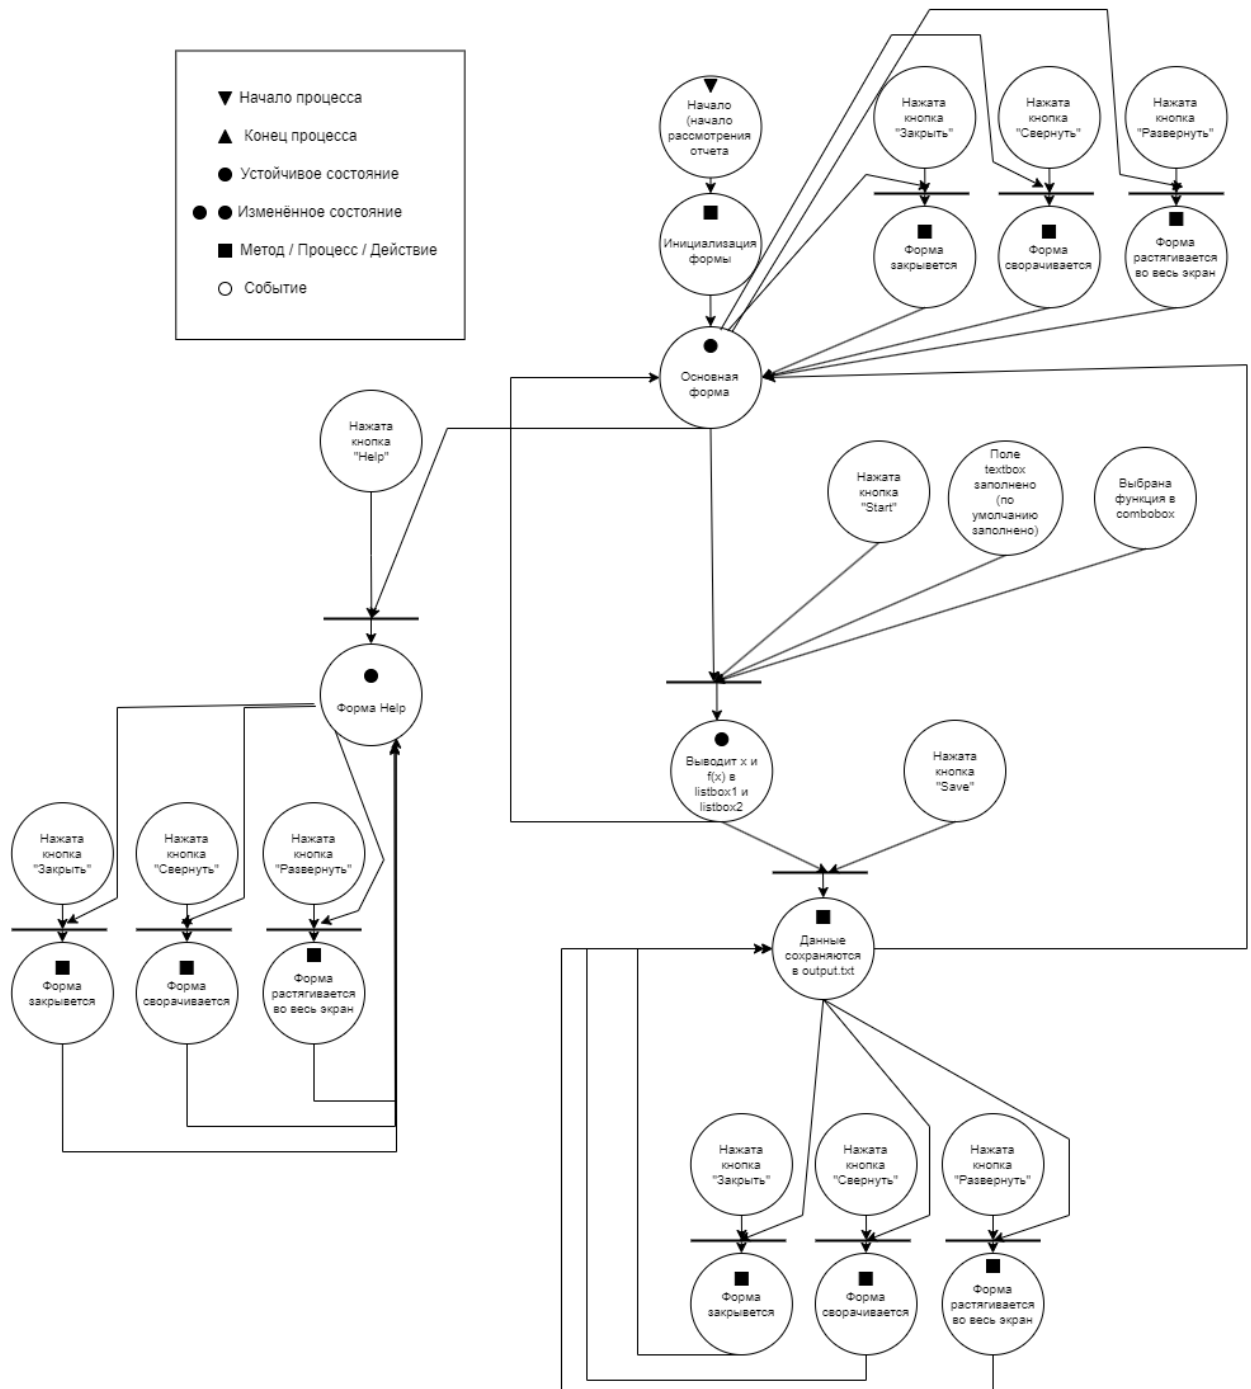 Начало процесса
Конец процесса
Устойчивое состояние
Изменённое состояние
Метод / Процесс / Действие
Событие
Начало
(начало
рассмотрения
отчета
Нажата
кнопка
"Закрыть"
Нажата
кнопка
"Свернуть"
Нажата
кнопка
"Развернуть"
Инициализация
формы
Форма
закрывется
Форма
сворачивается
Форма
растягивается
во весь экран
Основная
форма
Нажата
кнопка
"Help"
Нажата
кнопка
"Start"
Поле
textbox
заполнено
(по
умолчанию
заполнено)
Выбрана
функция в
combobox
Форма Help
Выводит x и
f(x) в
listbox1 и
listbox2
Нажата
кнопка
"Save"
Нажата
кнопка
"Закрыть"
Нажата
кнопка
"Свернуть"
Нажата
кнопка
"Развернуть"
Форма
закрывется
Форма
сворачивается
Форма
растягивается
во весь экран
Данные
сохраняются
в output.txt
Нажата
кнопка
"Закрыть"
Нажата
кнопка
"Свернуть"
Нажата
кнопка
"Развернуть"
Форма
закрывется
Форма
сворачивается
Форма
растягивается
во весь экран